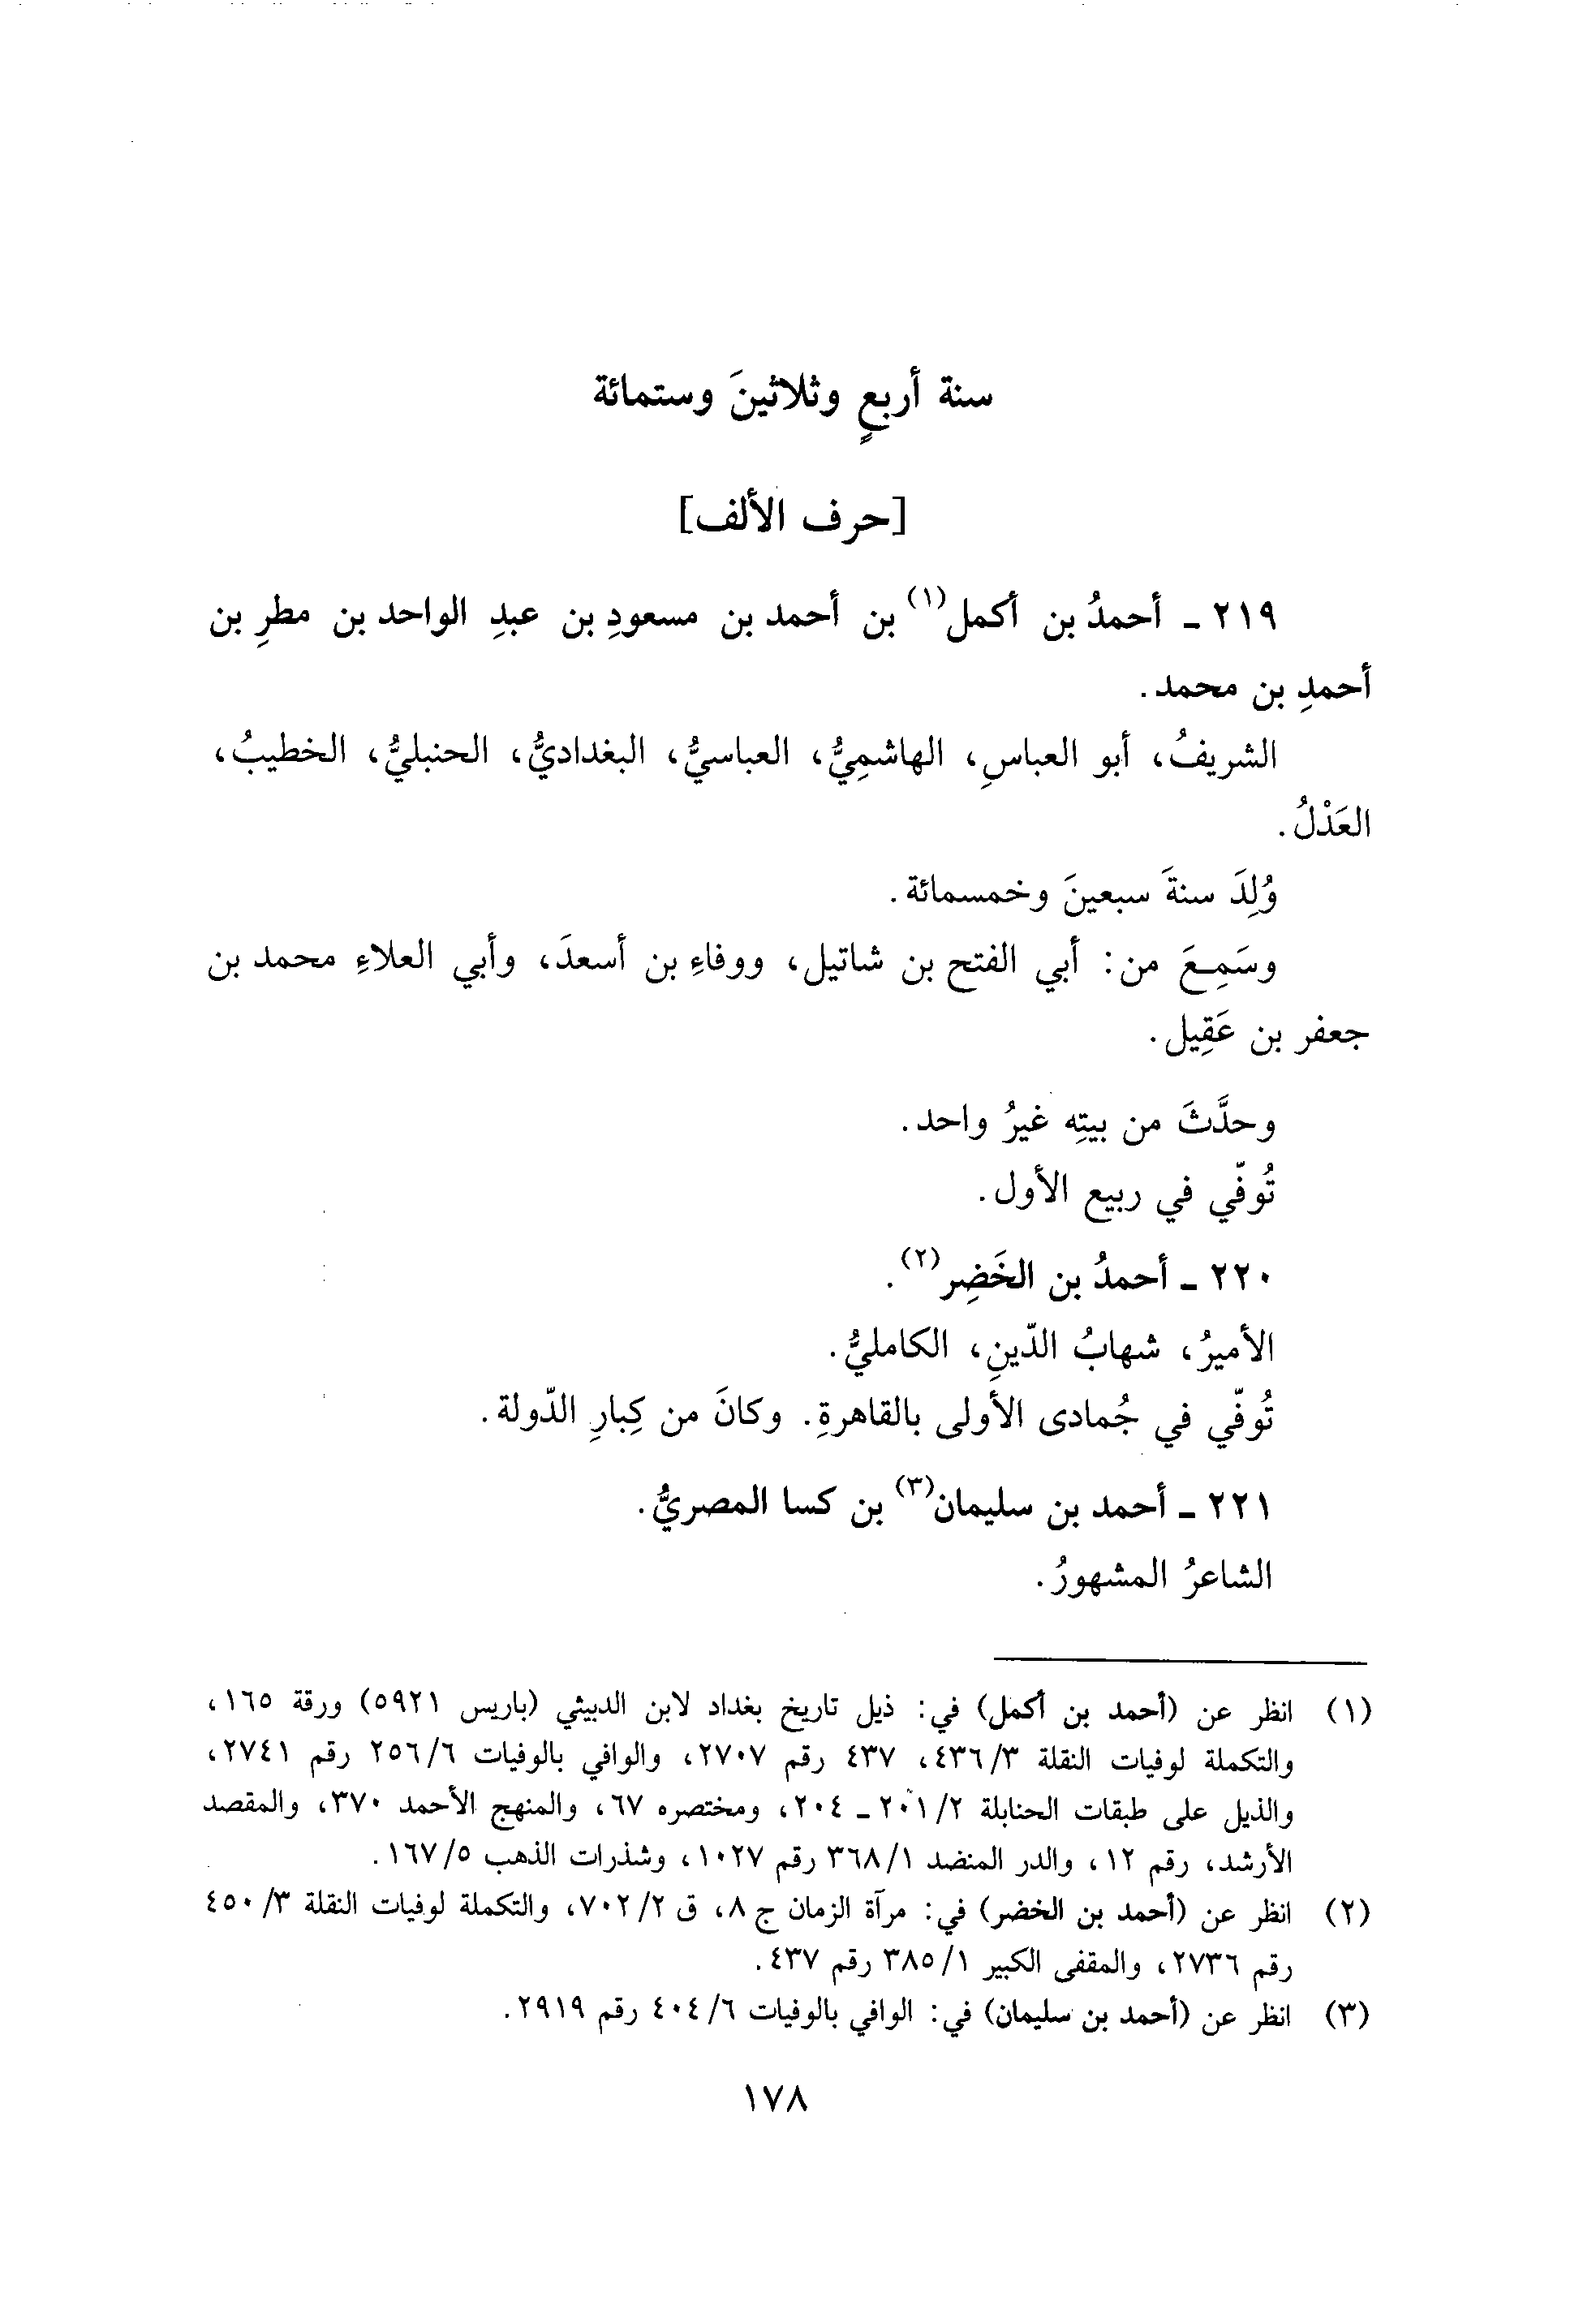 سنة أربعٍ وثلاثينَ وستمائة
[حرف الألف]
٢١٩ ـ أحمدُ بن أكمل(١) بن أحمد بن مسعودِ بن عبدِ الواحد بن مطرِ بن
أحمدِ بن محمد.
الشريفُ، أبو العباسِ، الهاشمِيُّ، العباسيُّ، البغداديُّ، الحنبليُّ، الخطيبُ،
العَدْلُ.
وُلِدَ سنةَ سبعينَ وخمسمائة.
وسَمِعَ من: أبي الفتح بن شاتيل، ووفاءِ بن أسعدَ، وأبي العلاءِ محمد بن
جعفر بن عَقِيل.
وحدَّثَ من بيتِه غيرُ واحد.
تُوفّي في ربيع الأول.
٢٢٠ ـ أحمدُ بن الخَضِر(٢).
الأميرُ، شهابُ الدّينِ، الكامليُّ.
تُوفّي في جُمادى الأولى بالقاهرةِ. وكانَ من كِبارِ الدّولة.
٢٢١ ـ أحمد بن سليمان(٣) بن كسا المصريُّ.
الشاعرُ المشهورُ.
(١) انظر عن (أحمد بن أكمل) في: ذيل تاريخ بغداد لابن الدبيثي (باريس ٥٩٢١) ورقة ١٦٥،
والتكملة لوفيات النقلة ٣/ ٤٣٦، ٤٣٧ رقم ٢٧٠٧، والوافي بالوفيات ٦/ ٢٥٦ رقم ٢٧٤١،
والذيل على طبقات الحنابلة ٢/ ٢٠١ ـ ٢٠٤، ومختصره ٦٧، والمنهج الأحمد ٣٧٠، والمقصد
الأرشد، رقم ١٢، والدر المنضد ١/ ٣٦٨ رقم ١٠٢٧، وشذرات الذهب ٥/ ١٦٧.
(٢) انظر عن (أحمد بن الخضر) في: مرآة الزمان ج ٨، ق ٢/ ٧٠٢، والتكملة لوفيات النقلة ٣/ ٤٥٠
رقم ٢٧٣٦، والمقفى الكبير ١/ ٣٨٥ رقم ٤٣٧.
(٣) انظر عن (أحمد بن سليمان) في: الوافي بالوفيات ٦/ ٤٠٤ رقم ٢٩١٩.
١٧٨